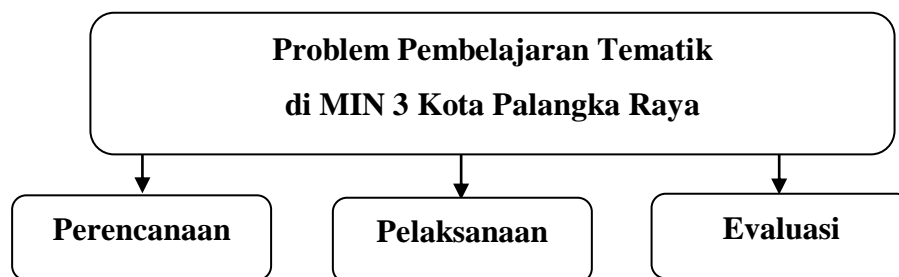 Problem Pembelajaran Tematik
di MIN 3 Kota Palangka Raya
Perencanaan
Pelaksanaan
Evaluasi